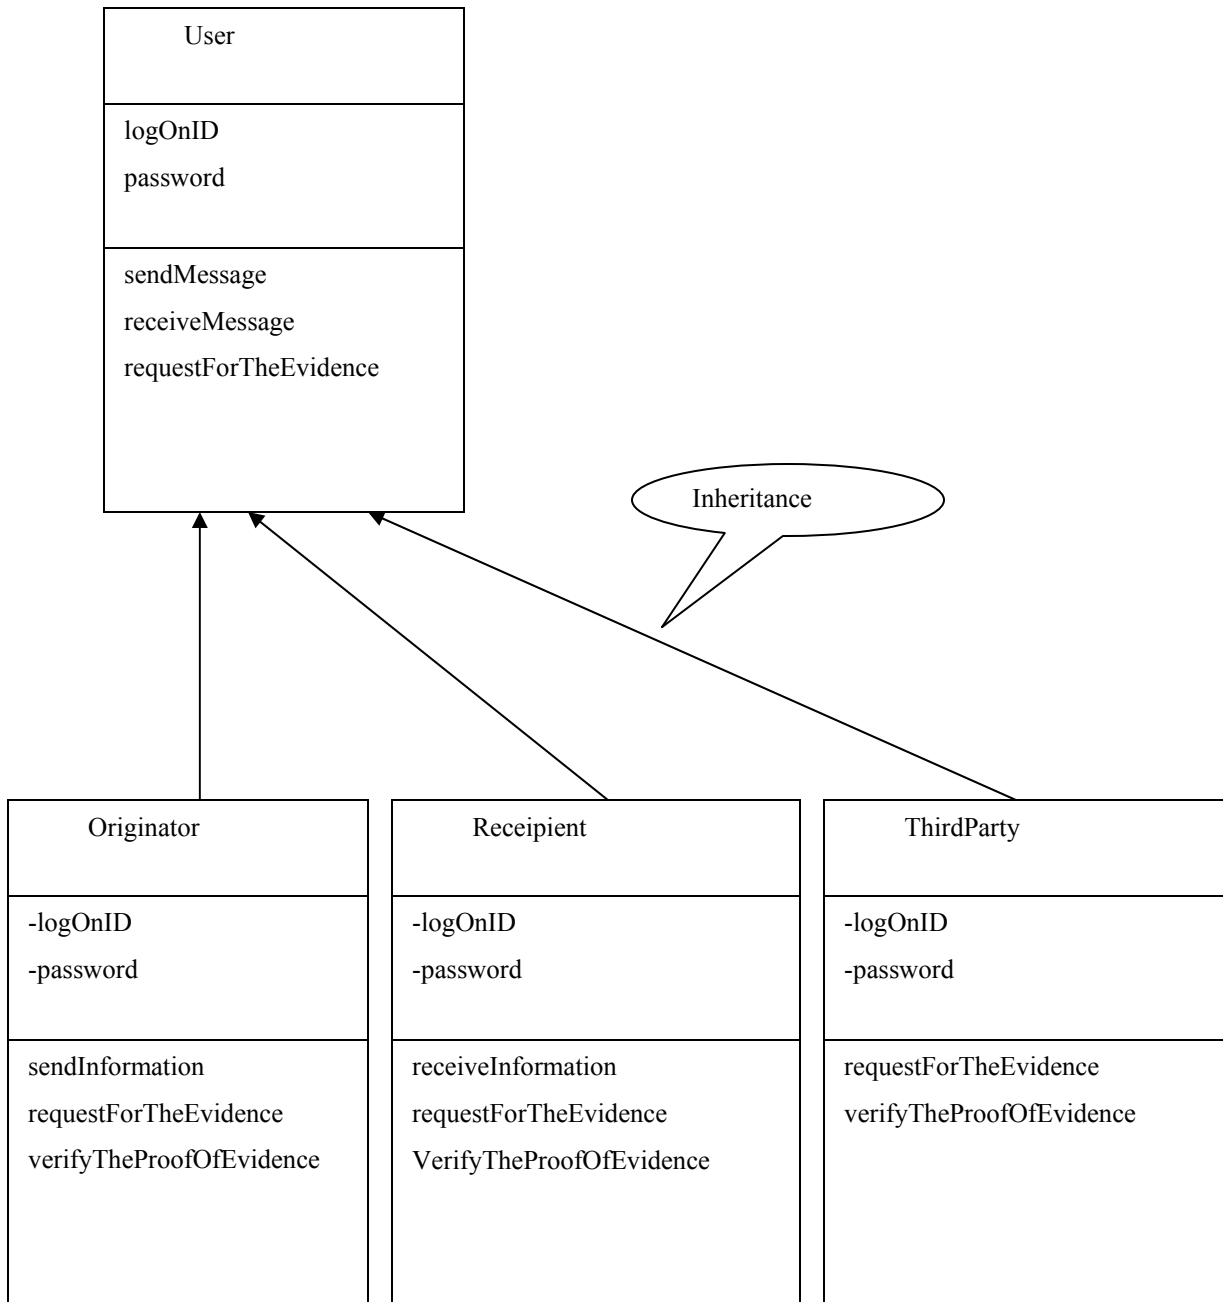 User
logOnID
password
sendMessage
receiveMessage
requestForTheEvidence
Inheritance
Originator
-logOnID
-password
sendInformation
requestForTheEvidence
verifyTheProofOfEvidence
Receipient
-logOnID
-password
receiveInformation
requestForTheEvidence
VerifyTheProofOfEvidence
ThirdParty
-logOnID
-password
requestForTheEvidence
verifyTheProofOfEvidence